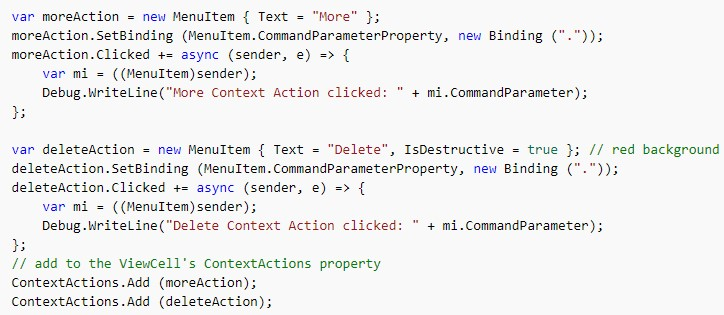 var moreAction = new MenuItem { Text = "More" };
moreAction.SetBinding (MenuItem.CommandParameterProperty, new Binding ("."));
moreAction.Clicked += async (sender, e) => {
    var mi = ((MenuItem)sender);
    Debug.WriteLine("More Context Action clicked: " + mi.CommandParameter);
};

var deleteAction = new MenuItem { Text = "Delete", IsDestructive = true }; // red background
deleteAction.SetBinding (MenuItem.CommandParameterProperty, new Binding ("."));
deleteAction.Clicked += async (sender, e) => {
    var mi = ((MenuItem)sender);
    Debug.WriteLine("Delete Context Action clicked: " + mi.CommandParameter);
};
// add to the ViewCell's ContextActions property
ContextActions.Add (moreAction);
ContextActions.Add (deleteAction);